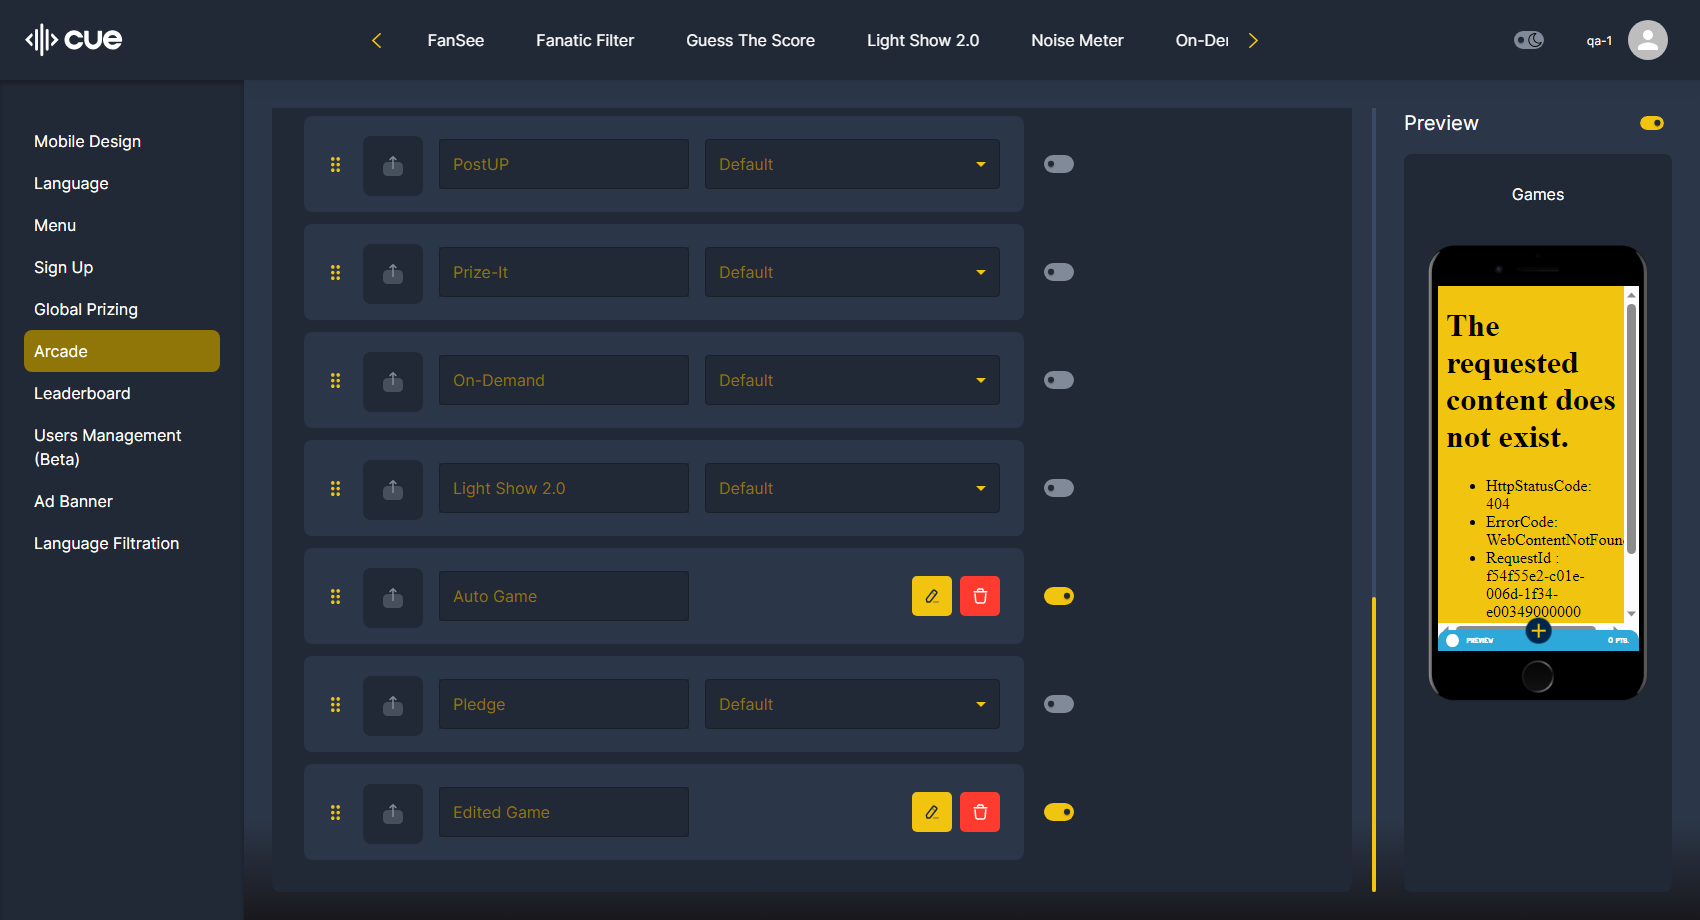 cue
FanSee
Fanatic Filter
Guess The Score
Light Show 2.0
Noise Meter
On-Der
qa-1
Mobile Design
Language
Menu
Sign Up
Global Prizing
Arcade
Leaderboard
Users Management
(Beta)
Ad Banner
Language Filtration
PostUP
Default
Prize-It
Default
On-Demand
Default
Light Show 2.0
Default
Auto Game
Pledge
Default
Edited Game
Preview
Games
The
requested
content does
not exist.
HttpStatusCode:
404
ErrorCode:
WebContentNotFoun
RequestId :
f54f55e2-c01e-
006d-1f34-
e00349000000
PREVIEW
0 PTS.